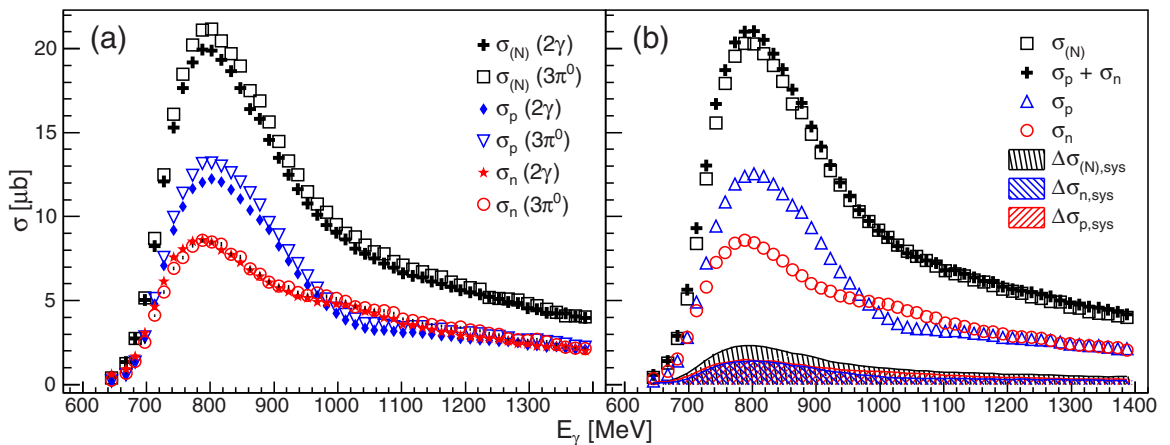 (a)
σ(N) (2γ)
σ(N) (3π⁰)
σp (2γ)
σp (3π⁰)
σn (2γ)
σn (3π⁰)
(b)
σ(N)
σp + σn
σp
σn
Δσ(N),sys
Δσn,sys
Δσp,sys
σ [μb]
20
15
10
5
0
600 700 800 900 1000 1100 1200 1300
600 700 800 900 1000 1100 1200 1300 1400
Eγ [MeV]